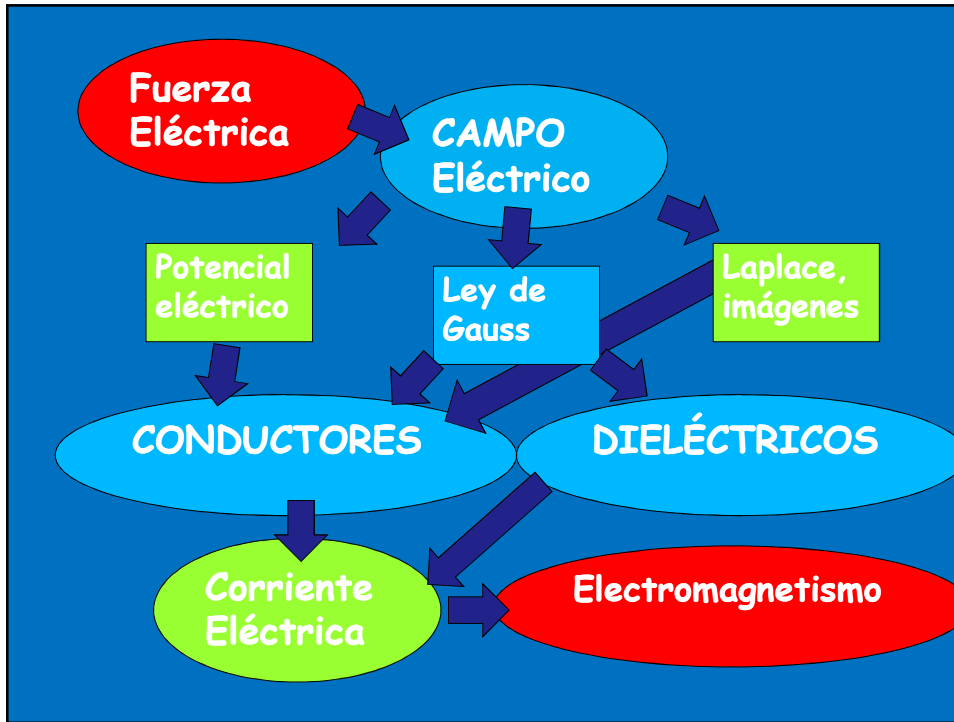 Fuerza
Eléctrica
CAMPO
Eléctrico
Potencial
eléctrico
Ley de
Gauss
Laplace,
imágenes
CONDUCTORES
DIELÉCTRICOS
Corriente
Eléctrica
Electromagnetismo